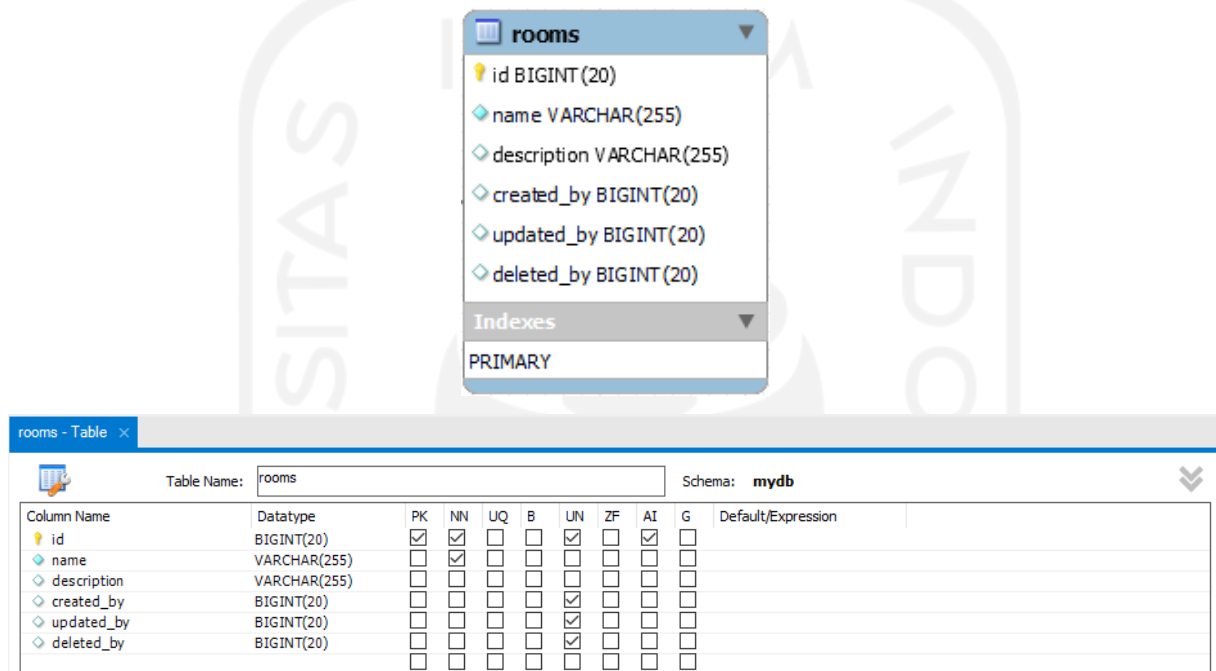 rooms
id BIGINT(20)
name VARCHAR(255)
description VARCHAR(255)
created_by BIGINT(20)
updated_by BIGINT(20)
deleted_by BIGINT(20)
Indexes
PRIMARY
SITAS
INDO
rooms - Table ×
Table Name: rooms Schema: mydb
Column Name Datatype PK NN UQ B UN ZF AI G Default/Expression
id BIGINT(20)
name VARCHAR(255)
description VARCHAR(255)
created_by BIGINT(20)
updated_by BIGINT(20)
deleted_by BIGINT(20)